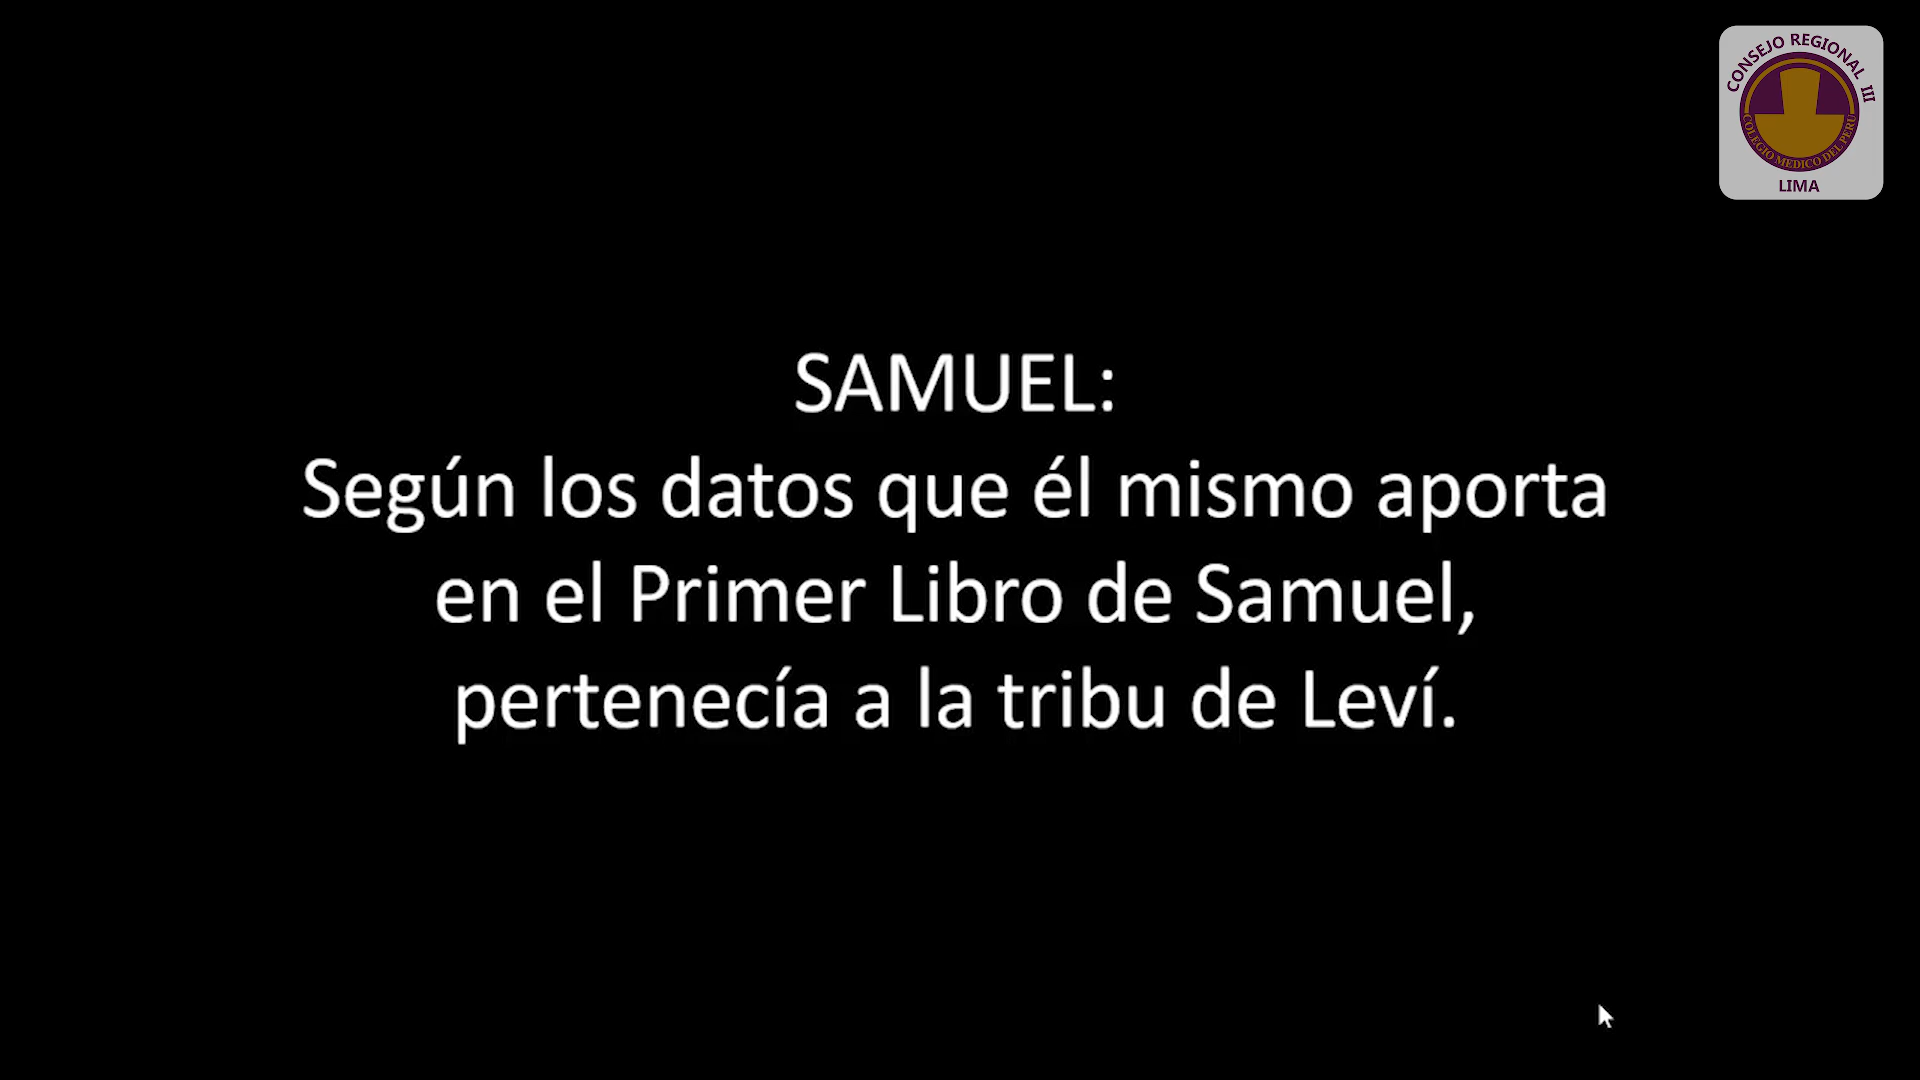 CONSEJO REGIONAL III
COLEGIO MEDICO DEL PERU
LIMA
SAMUEL:
Según los datos que él mismo aporta
en el Primer Libro de Samuel,
pertenecía a la tribu de Leví.